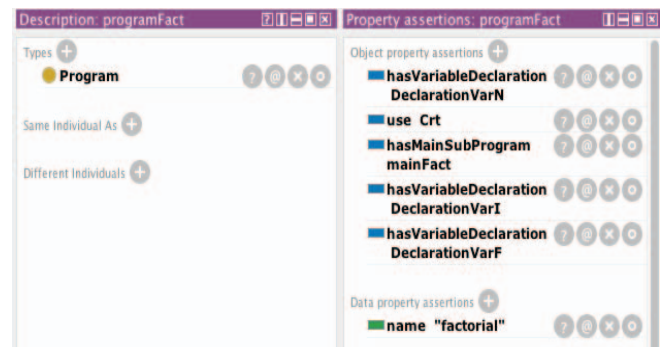 Description: programFact
Types
Program
Same Individual As
Different Individuals
Property assertions: programFact
Object property assertions
hasVariableDeclaration
DeclarationVarN
use Crt
hasMainSubProgram
mainFact
hasVariableDeclaration
DeclarationVarI
hasVariableDeclaration
DeclarationVarF
Data property assertions
name "factorial"